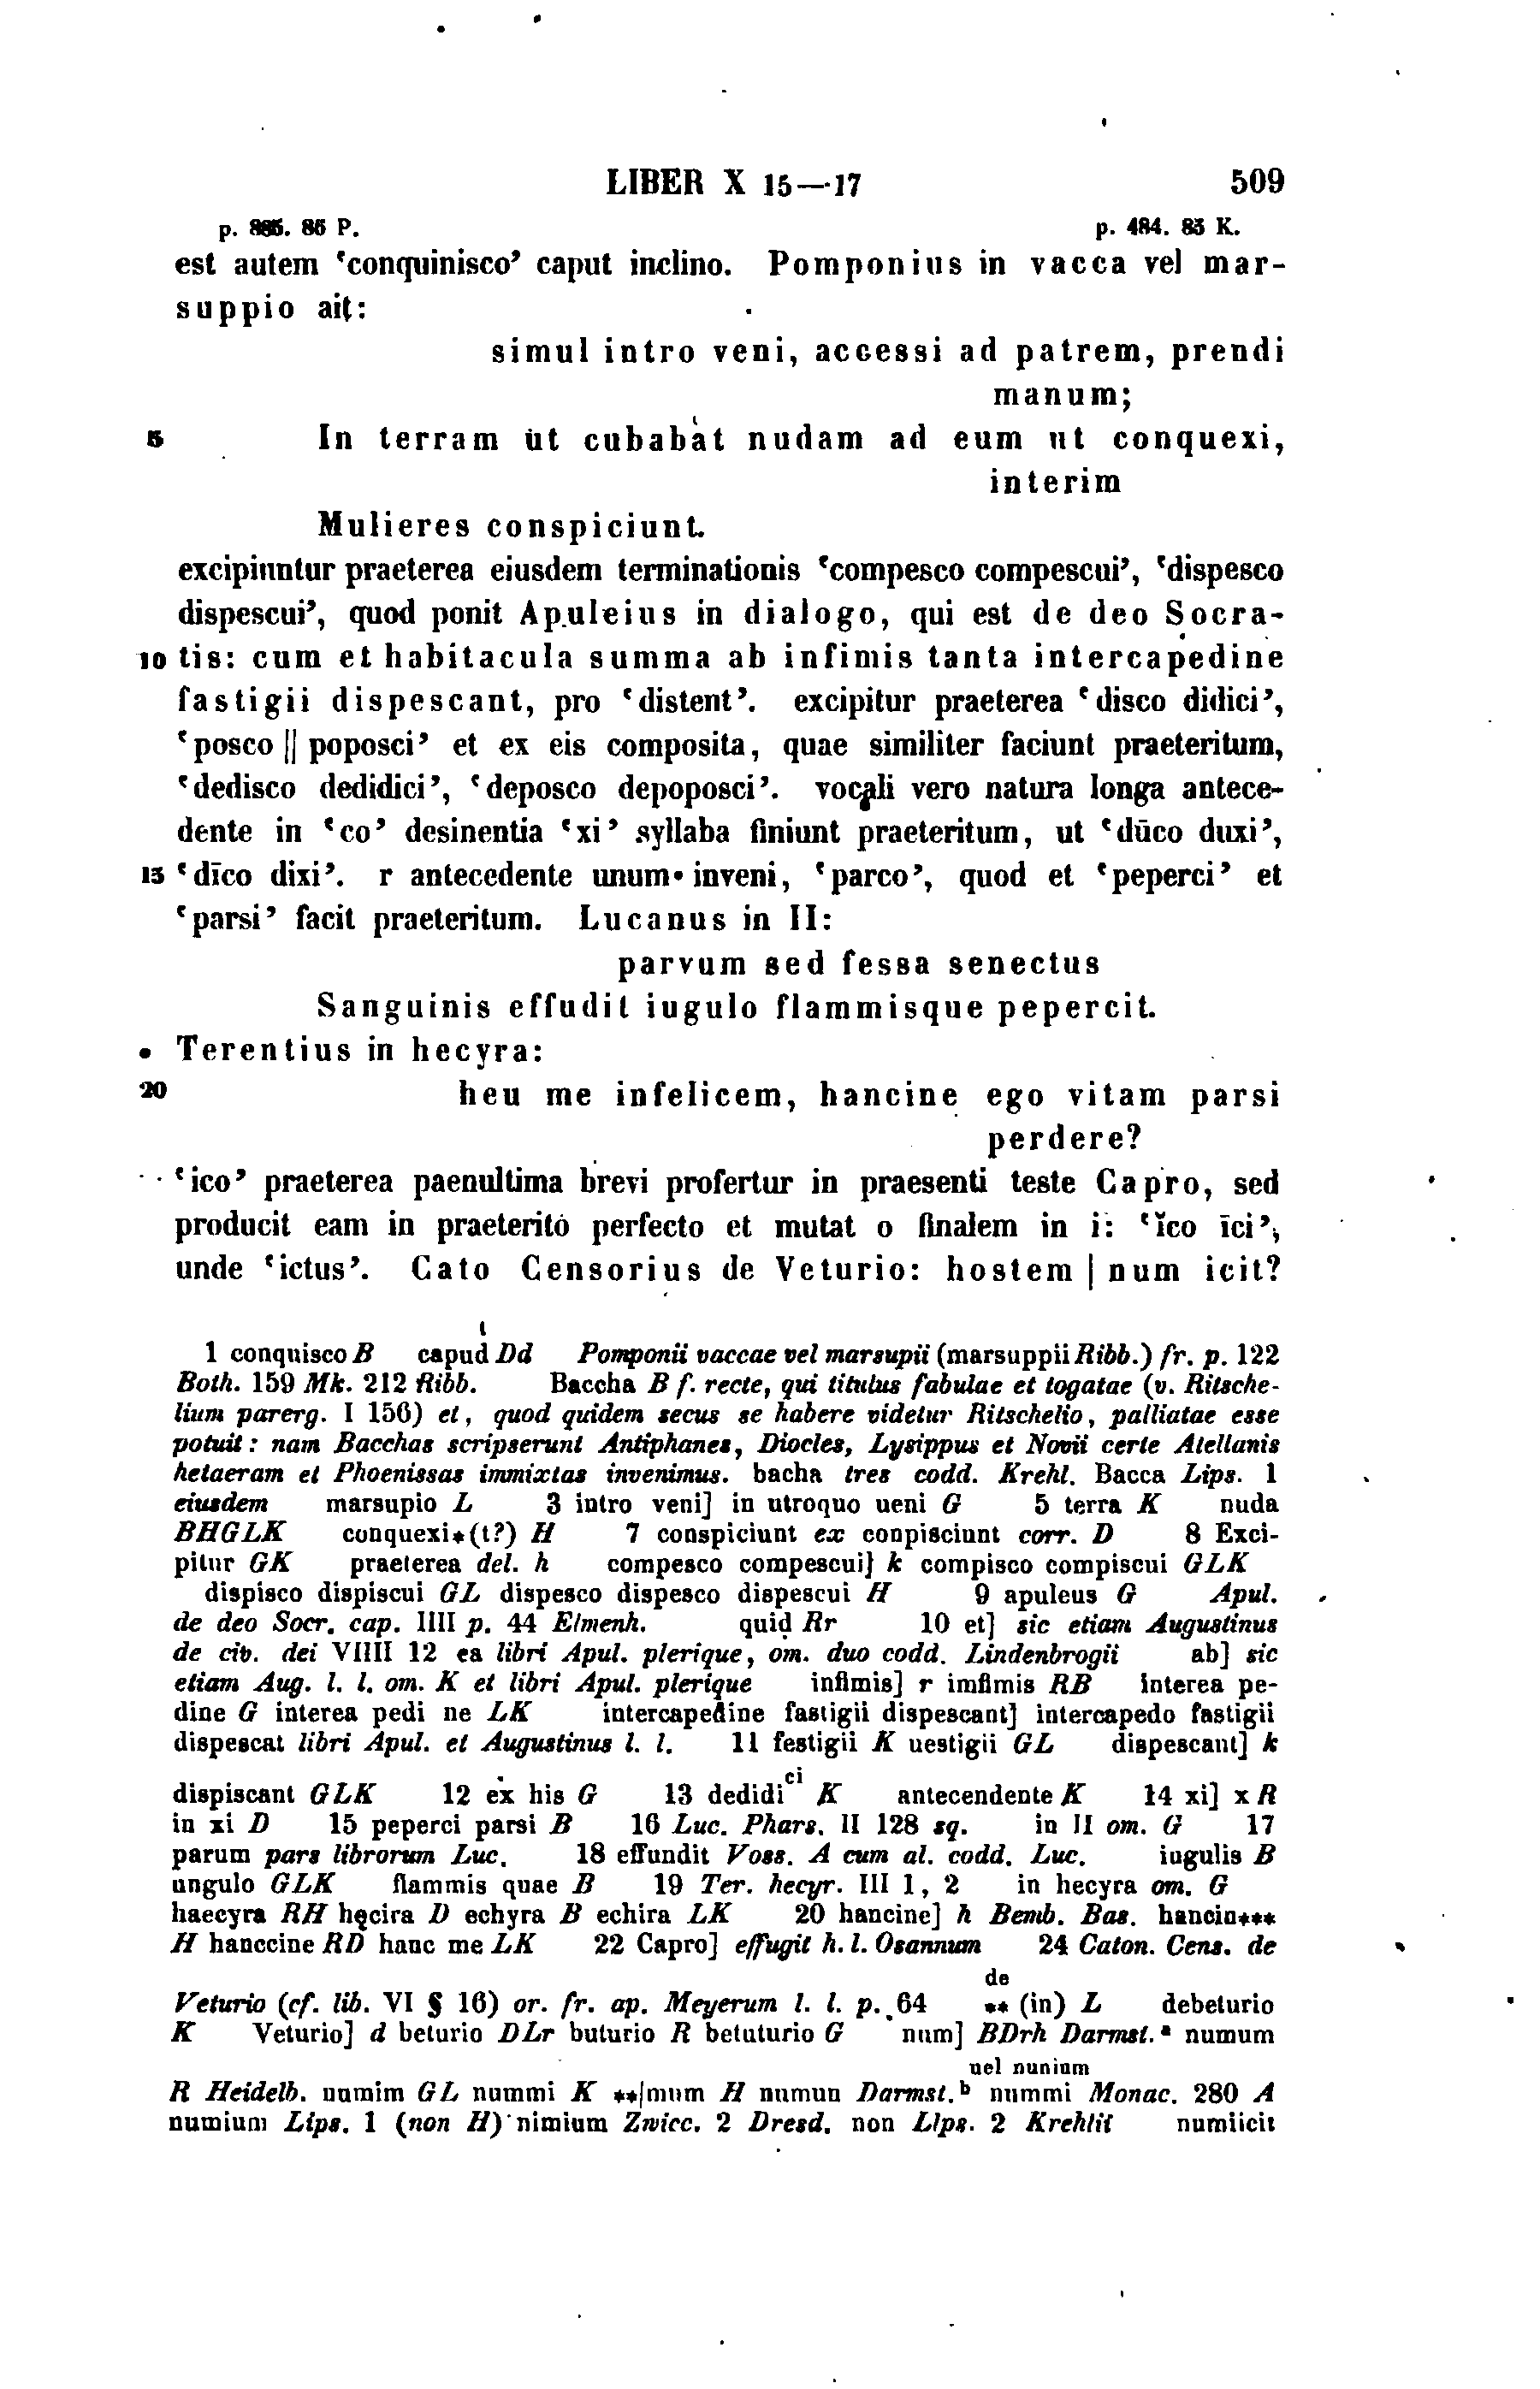 LIBER X 15—17 509
p. 885. 86 P. p. 484. 85 K.
est autem ‘conquinisco’ caput inclino. Pomponius in vacca vel mar-
suppio ait:
simul intro veni, accessi ad patrem, prendi
manum;
5 In terram ut cubabat nudam ad eum ut conquexi,
interim
Mulieres conspiciunt.
excipiuntur praeterea eiusdem terminationis ‘compesco compescui’, ‘dispesco
dispescui’, quod ponit Apuleius in dialogo, qui est de deo Socra-
10 tis: cum et habitacula summa ab infimis tanta intercapedine
fastigii dispescant, pro ‘distent’. excipitur praeterea ‘disco didici’,
‘posco || poposci’ et ex eis composita, quae similiter faciunt praeteritum,
‘dedisco dedidici’, ‘deposco depoposci’. vocali vero natura longa antece-
dente in ‘co’ desinentia ‘xi’ syllaba finiunt praeteritum, ut ‘dūco duxi’,
15 ‘dīco dixi’. r antecedente unum inveni, ‘parco’, quod et ‘peperci’ et
‘parsi’ facit praeteritum. Lucanus in II:
parvum sed fessa senectus
Sanguinis effudit iugulo flammisque pepercit.
Terentius in hecyra:
20 heu me infelicem, hancine ego vitam parsi
perdere?
‘ico’ praeterea paenultima brevi profertur in praesenti teste Capro, sed
producit eam in praeterito perfecto et mutat o finalem in i: ‘ĭco īci’,
unde ‘ictus’. Cato Censorius de Veturio: hostem | num icit?
1 conquisco B capud Dd Pomponii vaccae vel marsupii (marsuppii Ribb.) fr. p. 122
Both. 159 Mk. 212 Ribb. Baccha B f. recte, qui titulus fabulae et togatae (v. Ritsche-
lium parerg. I 156) et, quod quidem secus se habere videtur Ritschelio, palliatae esse
potuit: nam Bacchas scripserunt Antiphanes, Diocles, Lysippus et Novii certe Atellanis
hetaeram et Phoenissas immixtas invenimus. bacha tres codd. Krehl. Bacca Lips. 1
eiusdem marsupio L 3 intro veni] in utroquo ueni G 5 terra K nuda
BHGLK conquexi*(t?) H 7 conspiciunt ex conpisciunt corr. D 8 Exci-
pitur GK praeterea del. h compesco compescui] k compisco compiscui GLK
dispisco dispiscui GL dispesco dispesco dispescui H 9 apuleus G Apul.
de deo Socr. cap. IIII p. 44 Elmenh. quiḍ Rr 10 et] sic etiam Augustinus
de civ. dei VIIII 12 ea libri Apul. plerique, om. duo codd. Lindenbrogii ab] sic
etiam Aug. l. l. om. K et libri Apul. plerique infimis] r imfimis RB interea pe-
dine G interea pedi ne LK intercapedine fastigii dispescant] intercapedo fastigii
dispescat libri Apul. et Augustinus l. l. 11 festigii K uestigii GL dispescant] k
dispiscant GLK 12 ex his G 13 dedidi^ci K antecendente K 14 xi] x R
in xi D 15 peperci parsi B 16 Luc. Phars. II 128 sq. in II om. G 17
parum pars librorum Luc. 18 effundit Voss. A cum al. codd. Luc. iugulis B
ungulo GLK flammis quae B 19 Ter. hecyr. III 1, 2 in hecyra om. G
haecyra RH hęcira D echyra B echira LK 20 hancine] h Bemb. Bas. hancin***
H hanccine RD hanc me LK 22 Capro] effugit h. l. Osannum 24 Caton. Cens. de
de
Veturio (cf. lib. VI § 16) or. fr. ap. Meyerum l. l. p. 64 ** (in) L debeturio
K Veturio] d beturio DLr buturio R betuturio G num] BDrh Darmst.a numum
uel nunium
R Heidelb. numim GL nummi K **|mum H numun Darmst.b nummi Monac. 280 A
numium Lips. 1 (non H) nimium Zwicc. 2 Dresd. non Lips. 2 Krehlii numiicit